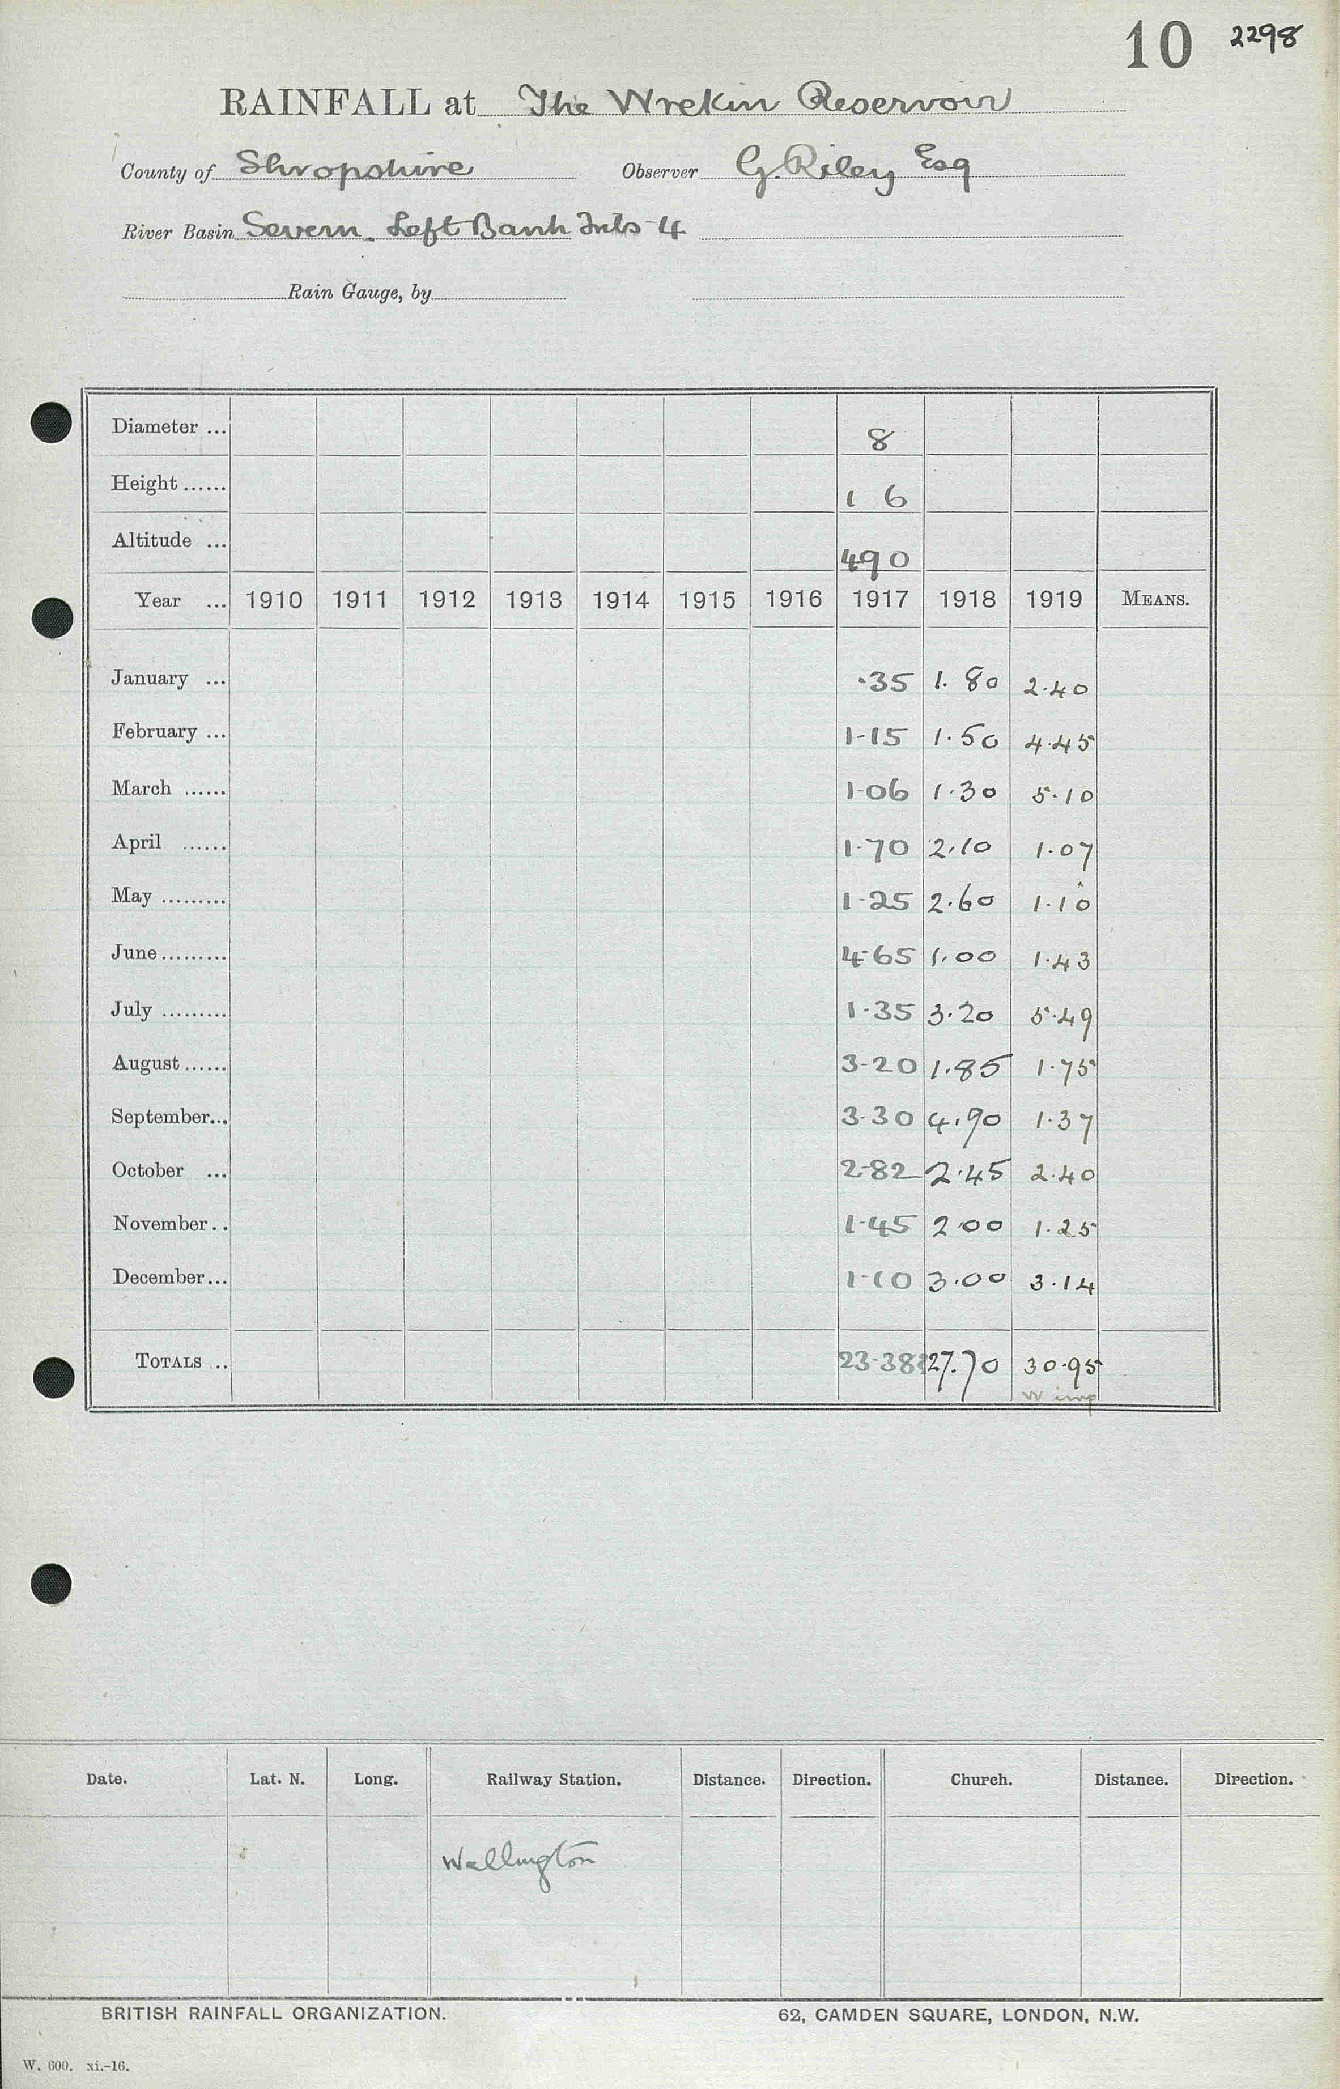 10 2298
RAINFALL at The Wrekin Reservoir
County of Shropshire Observer G. Riley Esq
River Basin Severn. Left Bank Tribs 4
Rain Gauge, by
Diameter ... 8
Height ...... 1 6
Altitude ... 490
Year ... 1910 1911 1912 1913 1914 1915 1916 1917 1918 1919 MEANS.
January ... .35 1.80 2.40
February ... 1.15 1.50 4.45
March ...... 1.06 1.30 5.10
April ...... 1.70 2.10 1.07
May ......... 1.25 2.60 1.10
June ......... 4.65 1.00 1.43
July ......... 1.35 3.20 5.49
August ...... 3.20 1.85 1.75
September... 3.30 4.90 1.37
October ... 2.82 2.45 2.40
November.. 1.45 2.00 1.25
December... 1.10 3.00 3.14
TOTALS .. 23.38 27.70 30.95
W imp
Date. Lat. N. Long. Railway Station. Distance. Direction. Church. Distance. Direction.
Wellington
BRITISH RAINFALL ORGANIZATION. 62, CAMDEN SQUARE, LONDON, N.W.
W. 600. xi.-16.